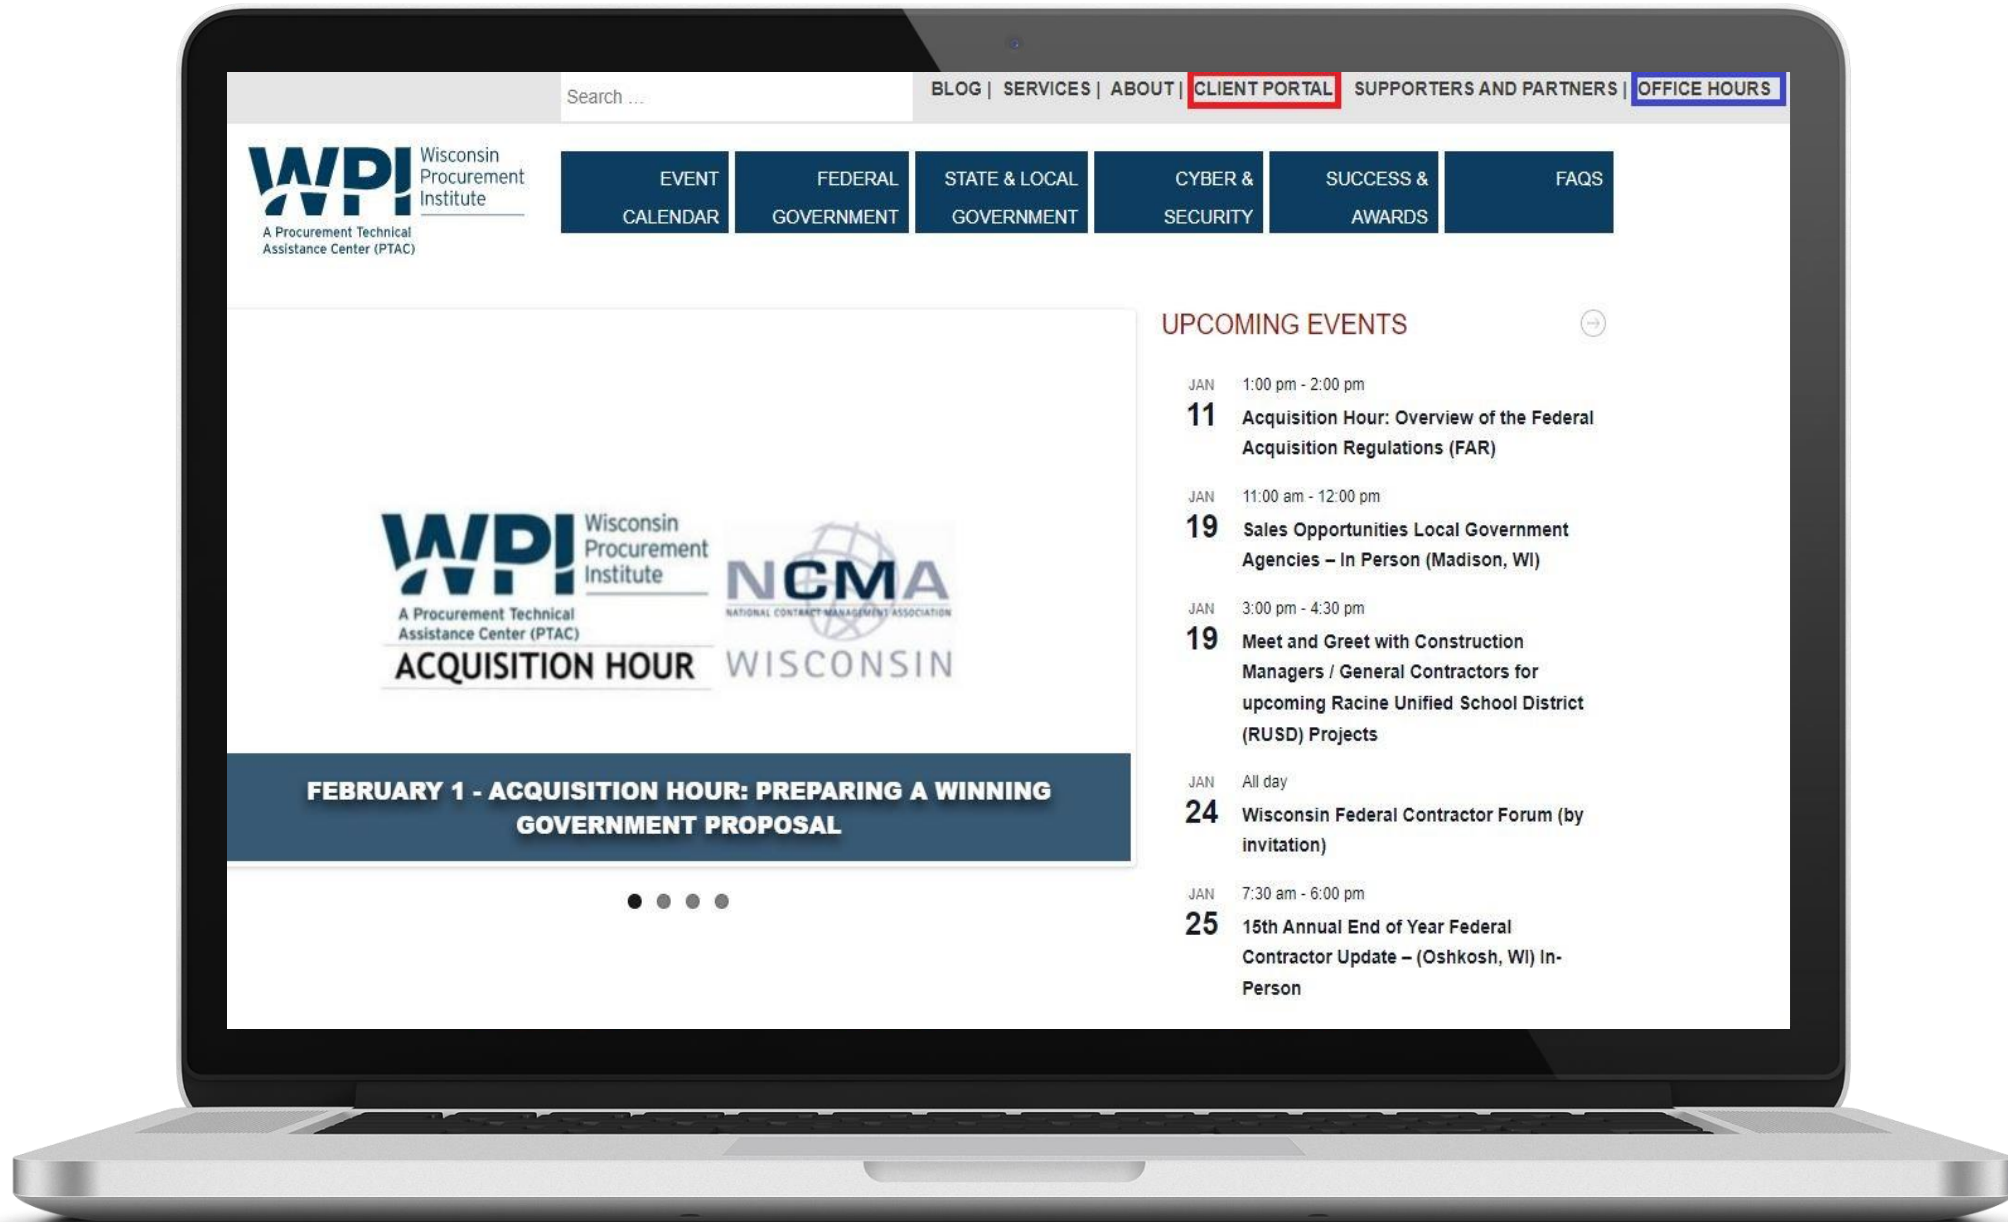 Search ...
BLOG | SERVICES | ABOUT | CLIENT PORTAL SUPPORTERS AND PARTNERS | OFFICE HOURS
WPI Wisconsin
Procurement
Institute
A Procurement Technical
Assistance Center (PTAC)
EVENT
CALENDAR
FEDERAL
GOVERNMENT
STATE & LOCAL
GOVERNMENT
CYBER &
SECURITY
SUCCESS &
AWARDS
FAQS
WPI Wisconsin
Procurement
Institute
A Procurement Technical
Assistance Center (PTAC)
ACQUISITION HOUR
NCMA
NATIONAL CONTRACT MANAGEMENT ASSOCIATION
WISCONSIN
FEBRUARY 1 - ACQUISITION HOUR: PREPARING A WINNING
GOVERNMENT PROPOSAL
UPCOMING EVENTS
JAN 1:00 pm - 2:00 pm
11 Acquisition Hour: Overview of the Federal
Acquisition Regulations (FAR)
JAN 11:00 am - 12:00 pm
19 Sales Opportunities Local Government
Agencies – In Person (Madison, WI)
JAN 3:00 pm - 4:30 pm
19 Meet and Greet with Construction
Managers / General Contractors for
upcoming Racine Unified School District
(RUSD) Projects
JAN All day
24 Wisconsin Federal Contractor Forum (by
invitation)
JAN 7:30 am - 6:00 pm
25 15th Annual End of Year Federal
Contractor Update – (Oshkosh, WI) In-
Person